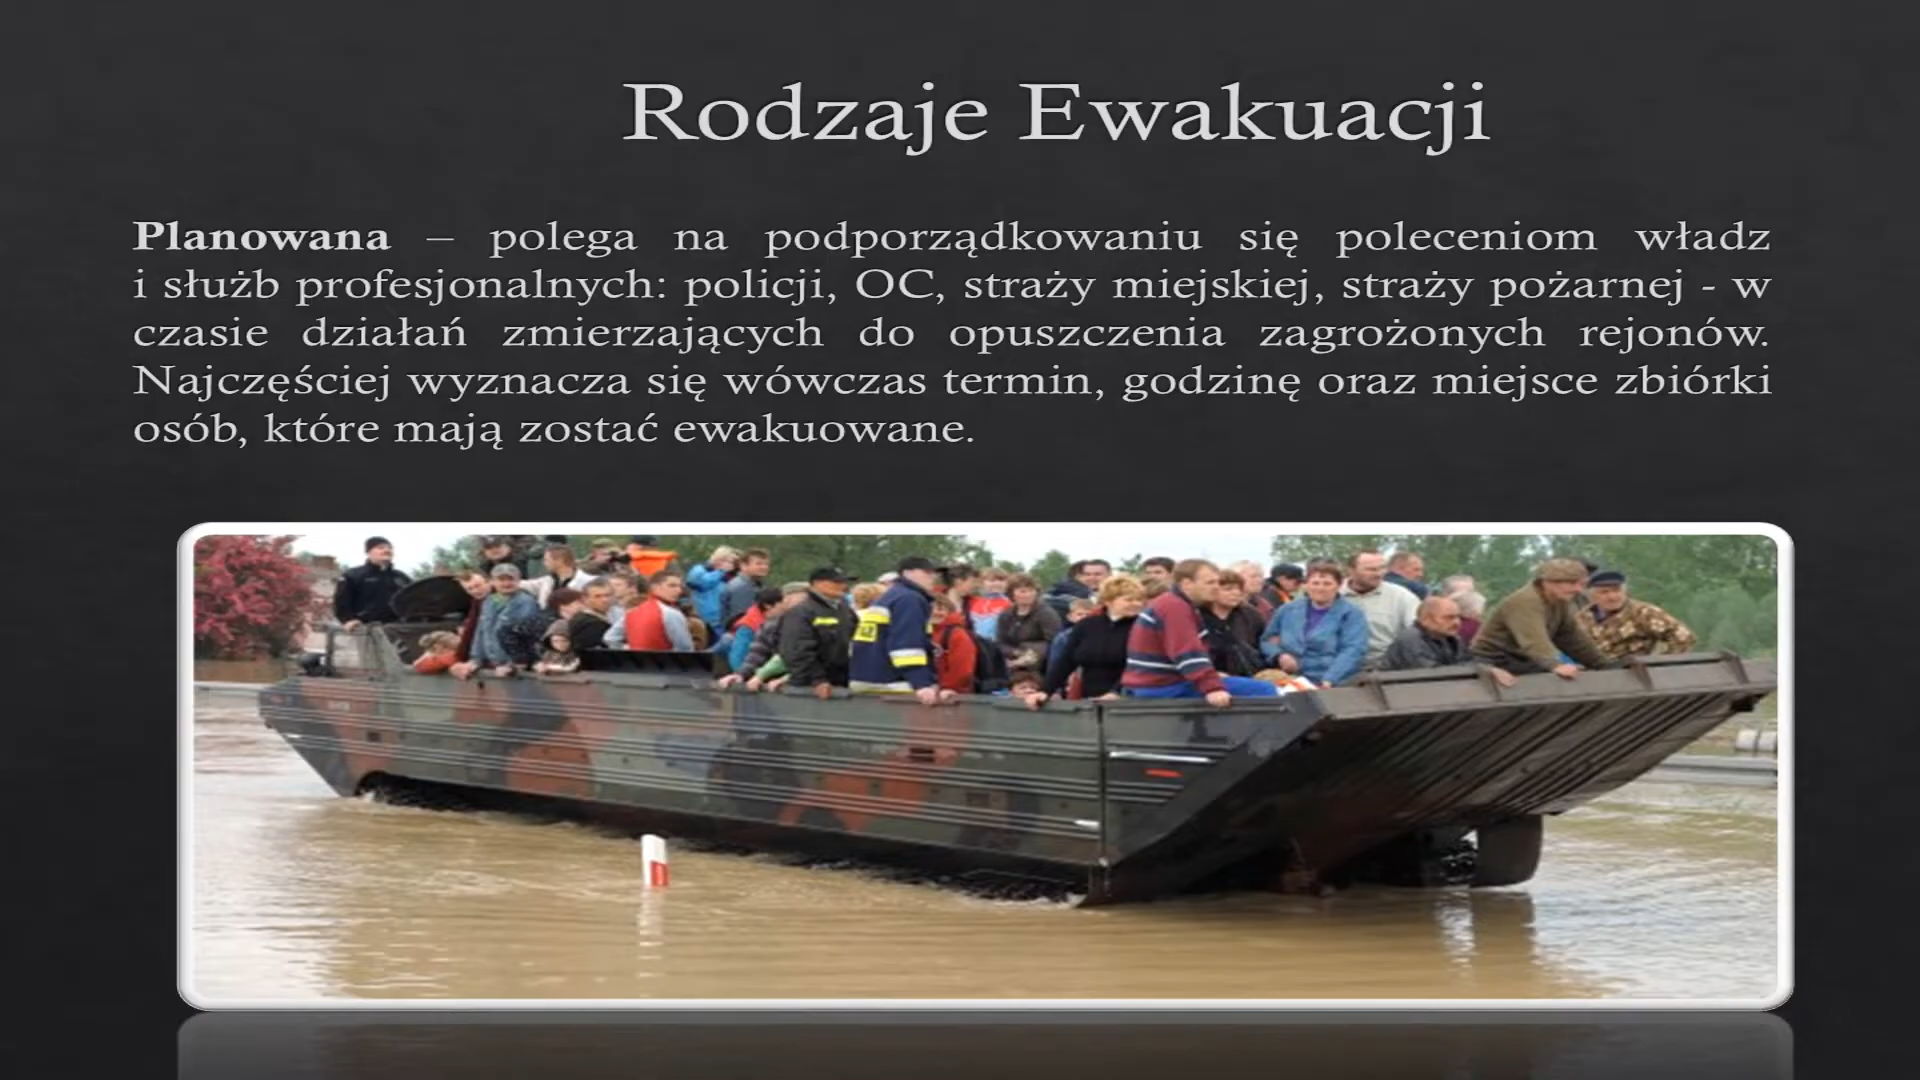 Rodzaje Ewakuacji
Planowana – polega na podporządkowaniu się poleceniom władz
i służb profesjonalnych: policji, OC, straży miejskiej, straży pożarnej - w
czasie działań zmierzających do opuszczenia zagrożonych rejonów.
Najczęściej wyznacza się wówczas termin, godzinę oraz miejsce zbiórki
osób, które mają zostać ewakuowane.